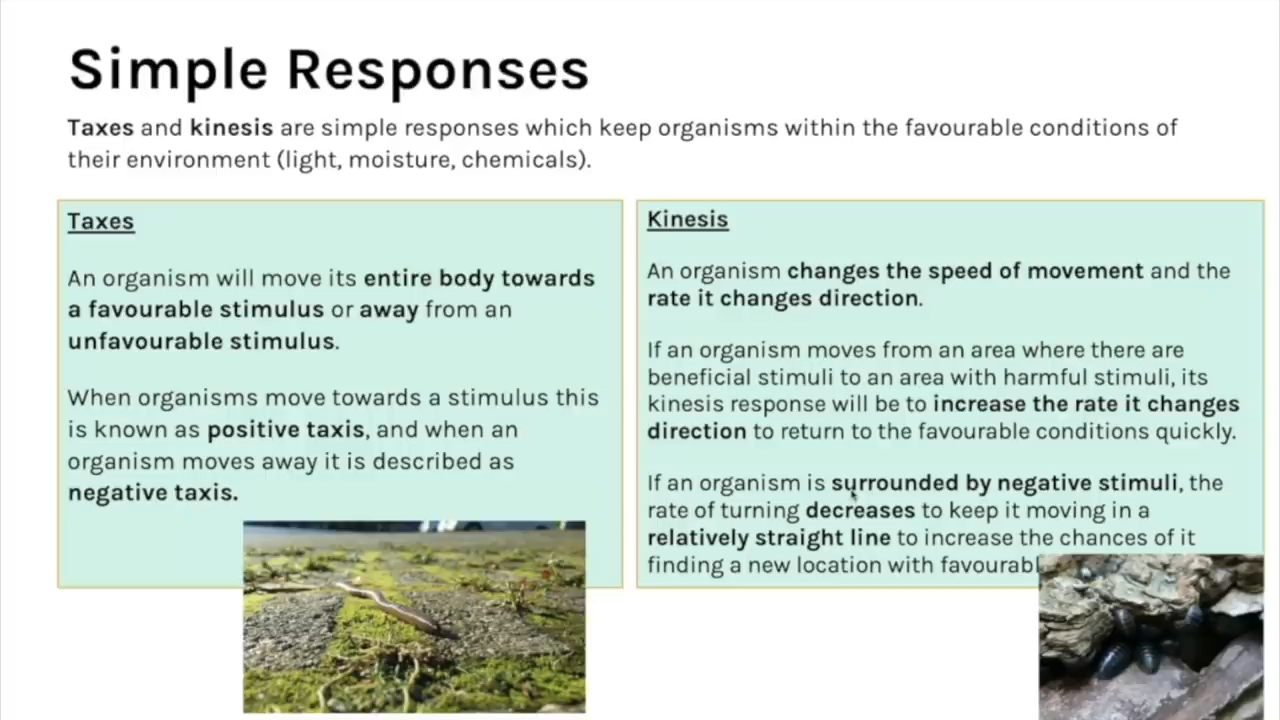 Simple Responses
Taxes and kinesis are simple responses which keep organisms within the favourable conditions of
their environment (light, moisture, chemicals).
Taxes
An organism will move its entire body towards
a favourable stimulus or away from an
unfavourable stimulus.
When organisms move towards a stimulus this
is known as positive taxis, and when an
organism moves away it is described as
negative taxis.
Kinesis
An organism changes the speed of movement and the
rate it changes direction.
If an organism moves from an area where there are
beneficial stimuli to an area with harmful stimuli, its
kinesis response will be to increase the rate it changes
direction to return to the favourable conditions quickly.
If an organism is surrounded by negative stimuli, the
rate of turning decreases to keep it moving in a
relatively straight line to increase the chances of it
finding a new location with